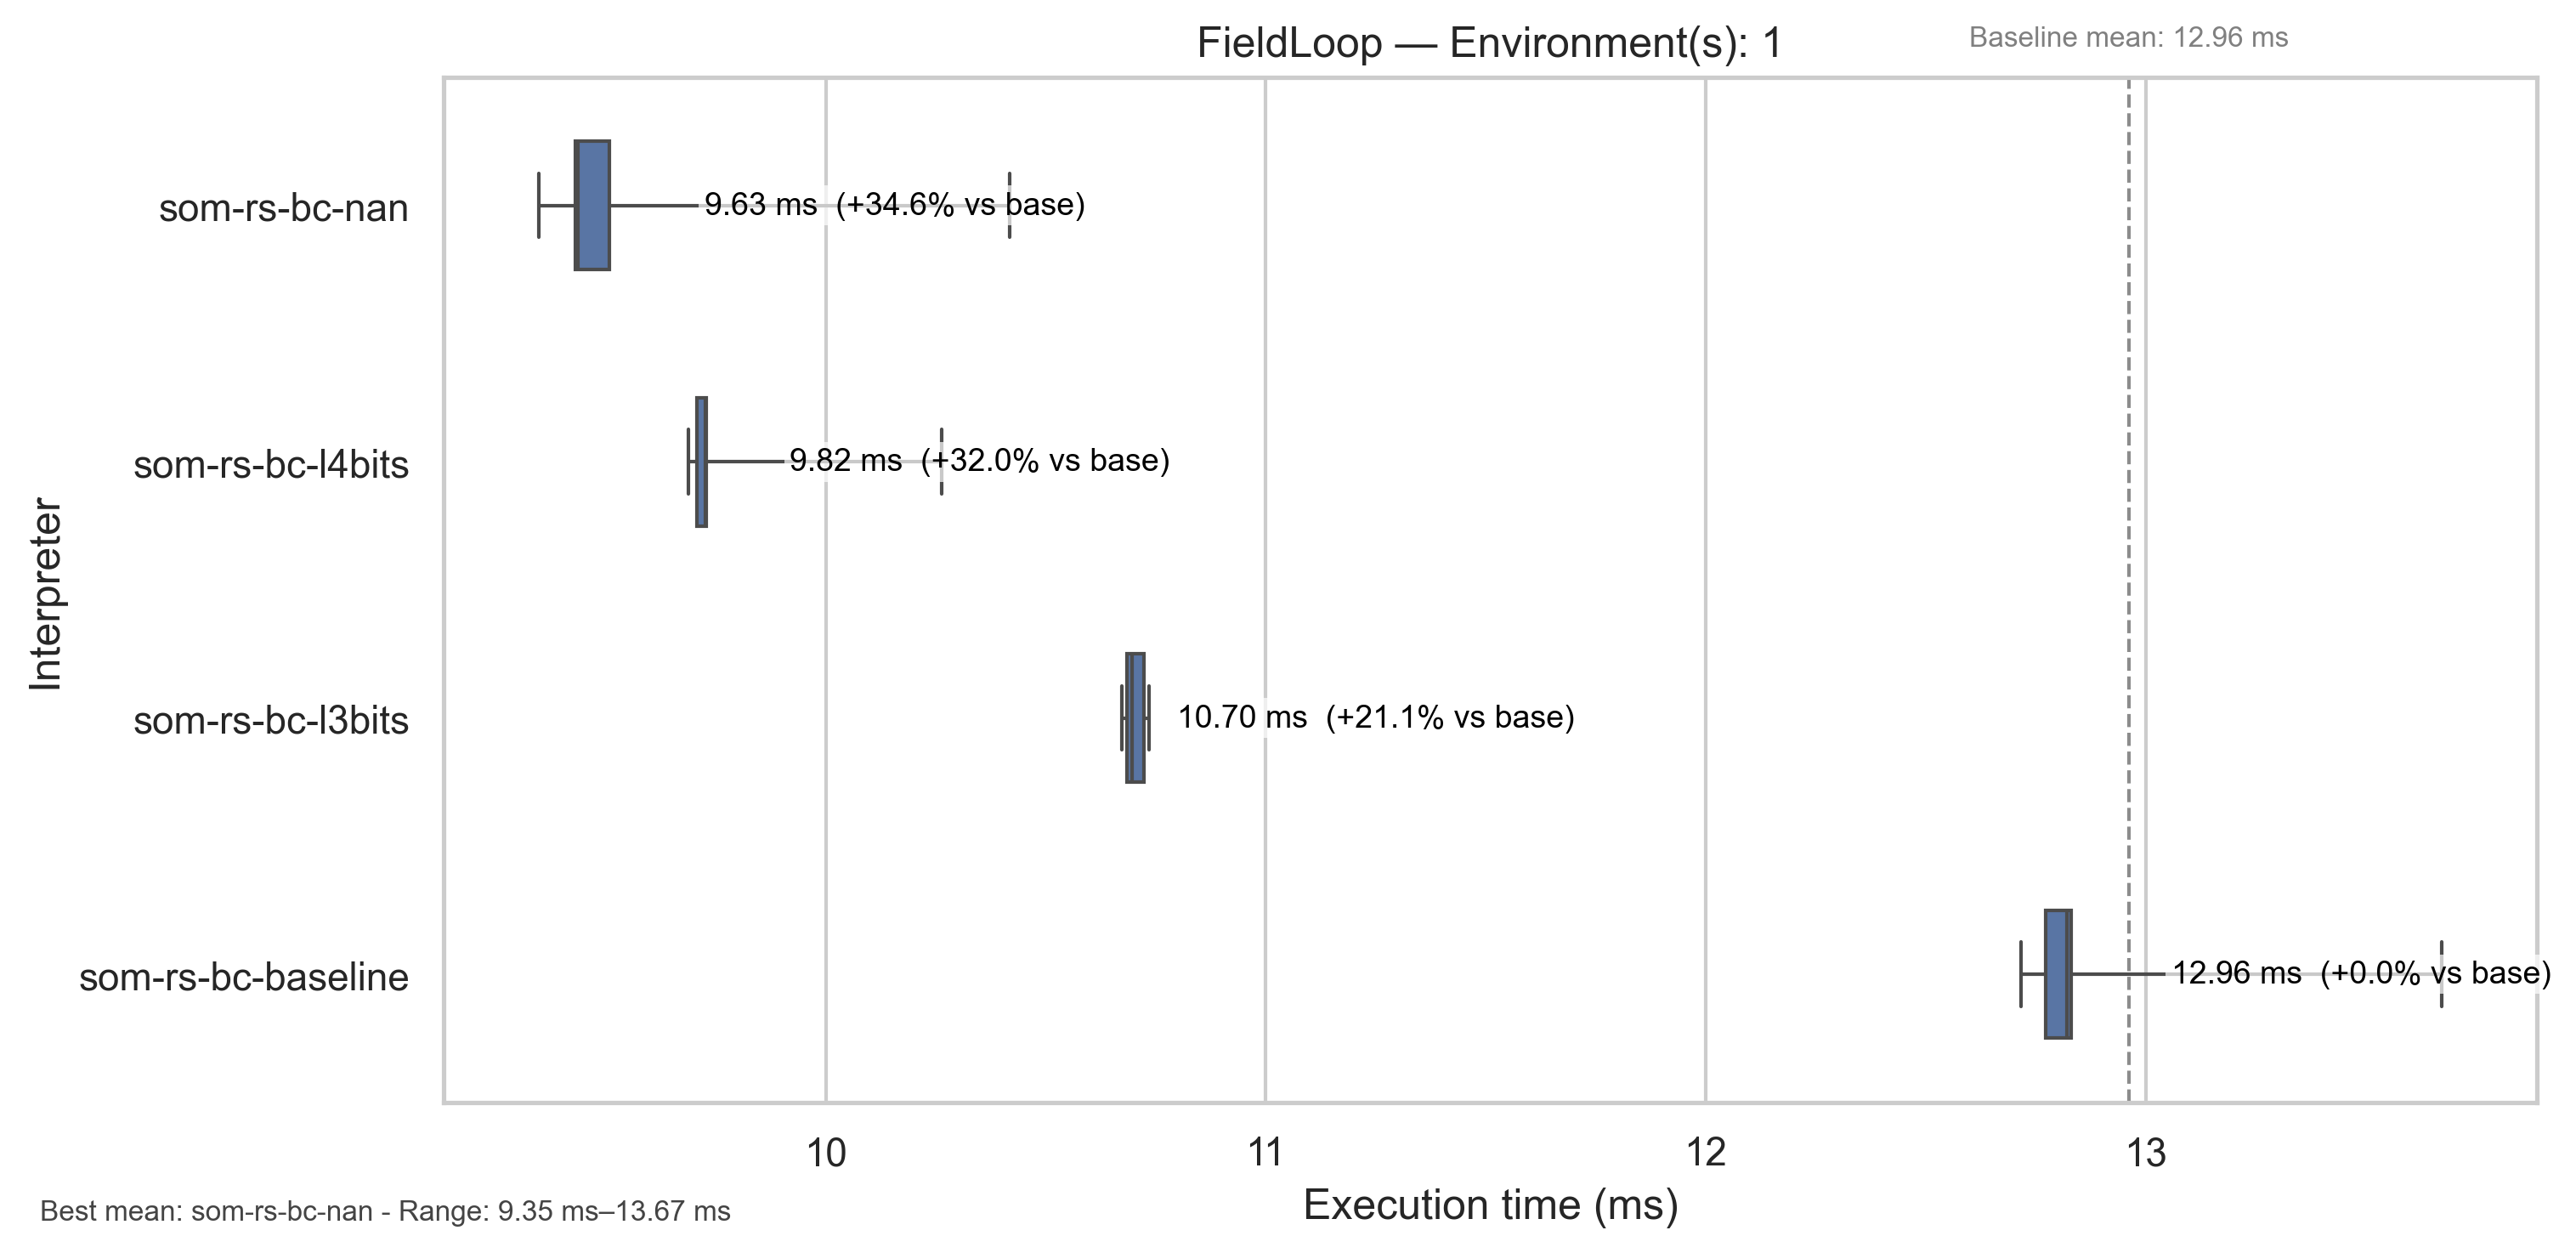 FieldLoop — Environment(s): 1
Baseline mean: 12.96 ms
Interpreter
som-rs-bc-nan
9.63 ms  (+34.6% vs base)
som-rs-bc-l4bits
9.82 ms  (+32.0% vs base)
som-rs-bc-l3bits
10.70 ms  (+21.1% vs base)
som-rs-bc-baseline
12.96 ms  (+0.0% vs base)
10 11 12 13
Execution time (ms)
Best mean: som-rs-bc-nan - Range: 9.35 ms–13.67 ms